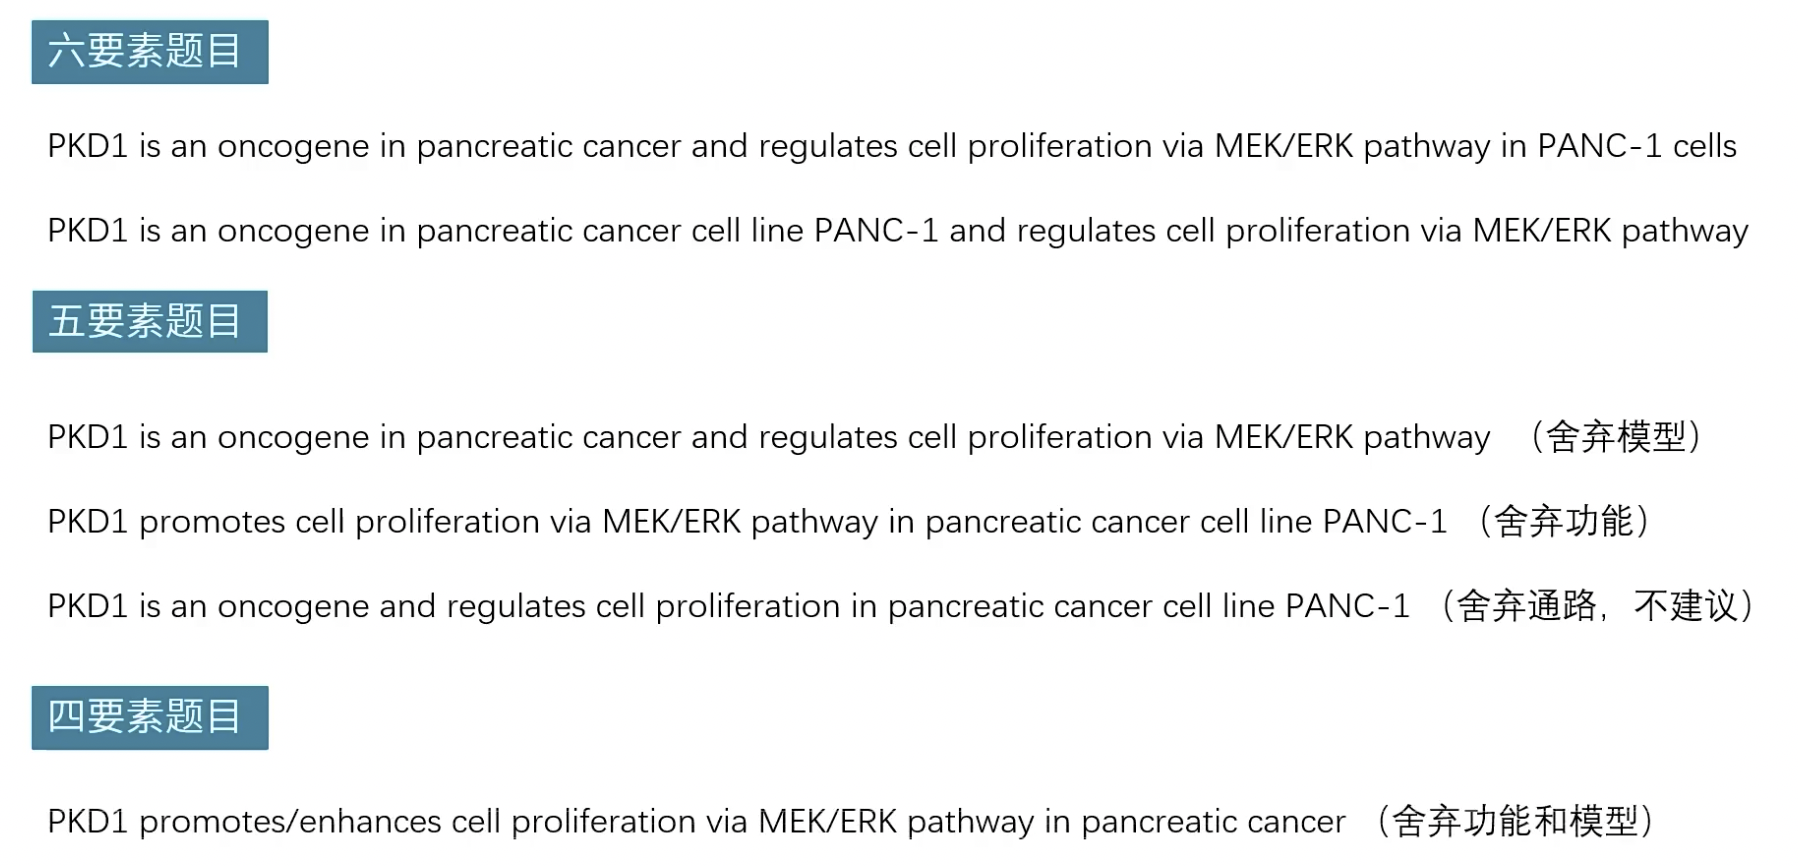 六要素题目
PKD1 is an oncogene in pancreatic cancer and regulates cell proliferation via MEK/ERK pathway in PANC-1 cells
PKD1 is an oncogene in pancreatic cancer cell line PANC-1 and regulates cell proliferation via MEK/ERK pathway
五要素题目
PKD1 is an oncogene in pancreatic cancer and regulates cell proliferation via MEK/ERK pathway （舍弃模型）
PKD1 promotes cell proliferation via MEK/ERK pathway in pancreatic cancer cell line PANC-1 （舍弃功能）
PKD1 is an oncogene and regulates cell proliferation in pancreatic cancer cell line PANC-1 （舍弃通路，不建议）
四要素题目
PKD1 promotes/enhances cell proliferation via MEK/ERK pathway in pancreatic cancer （舍弃功能和模型）